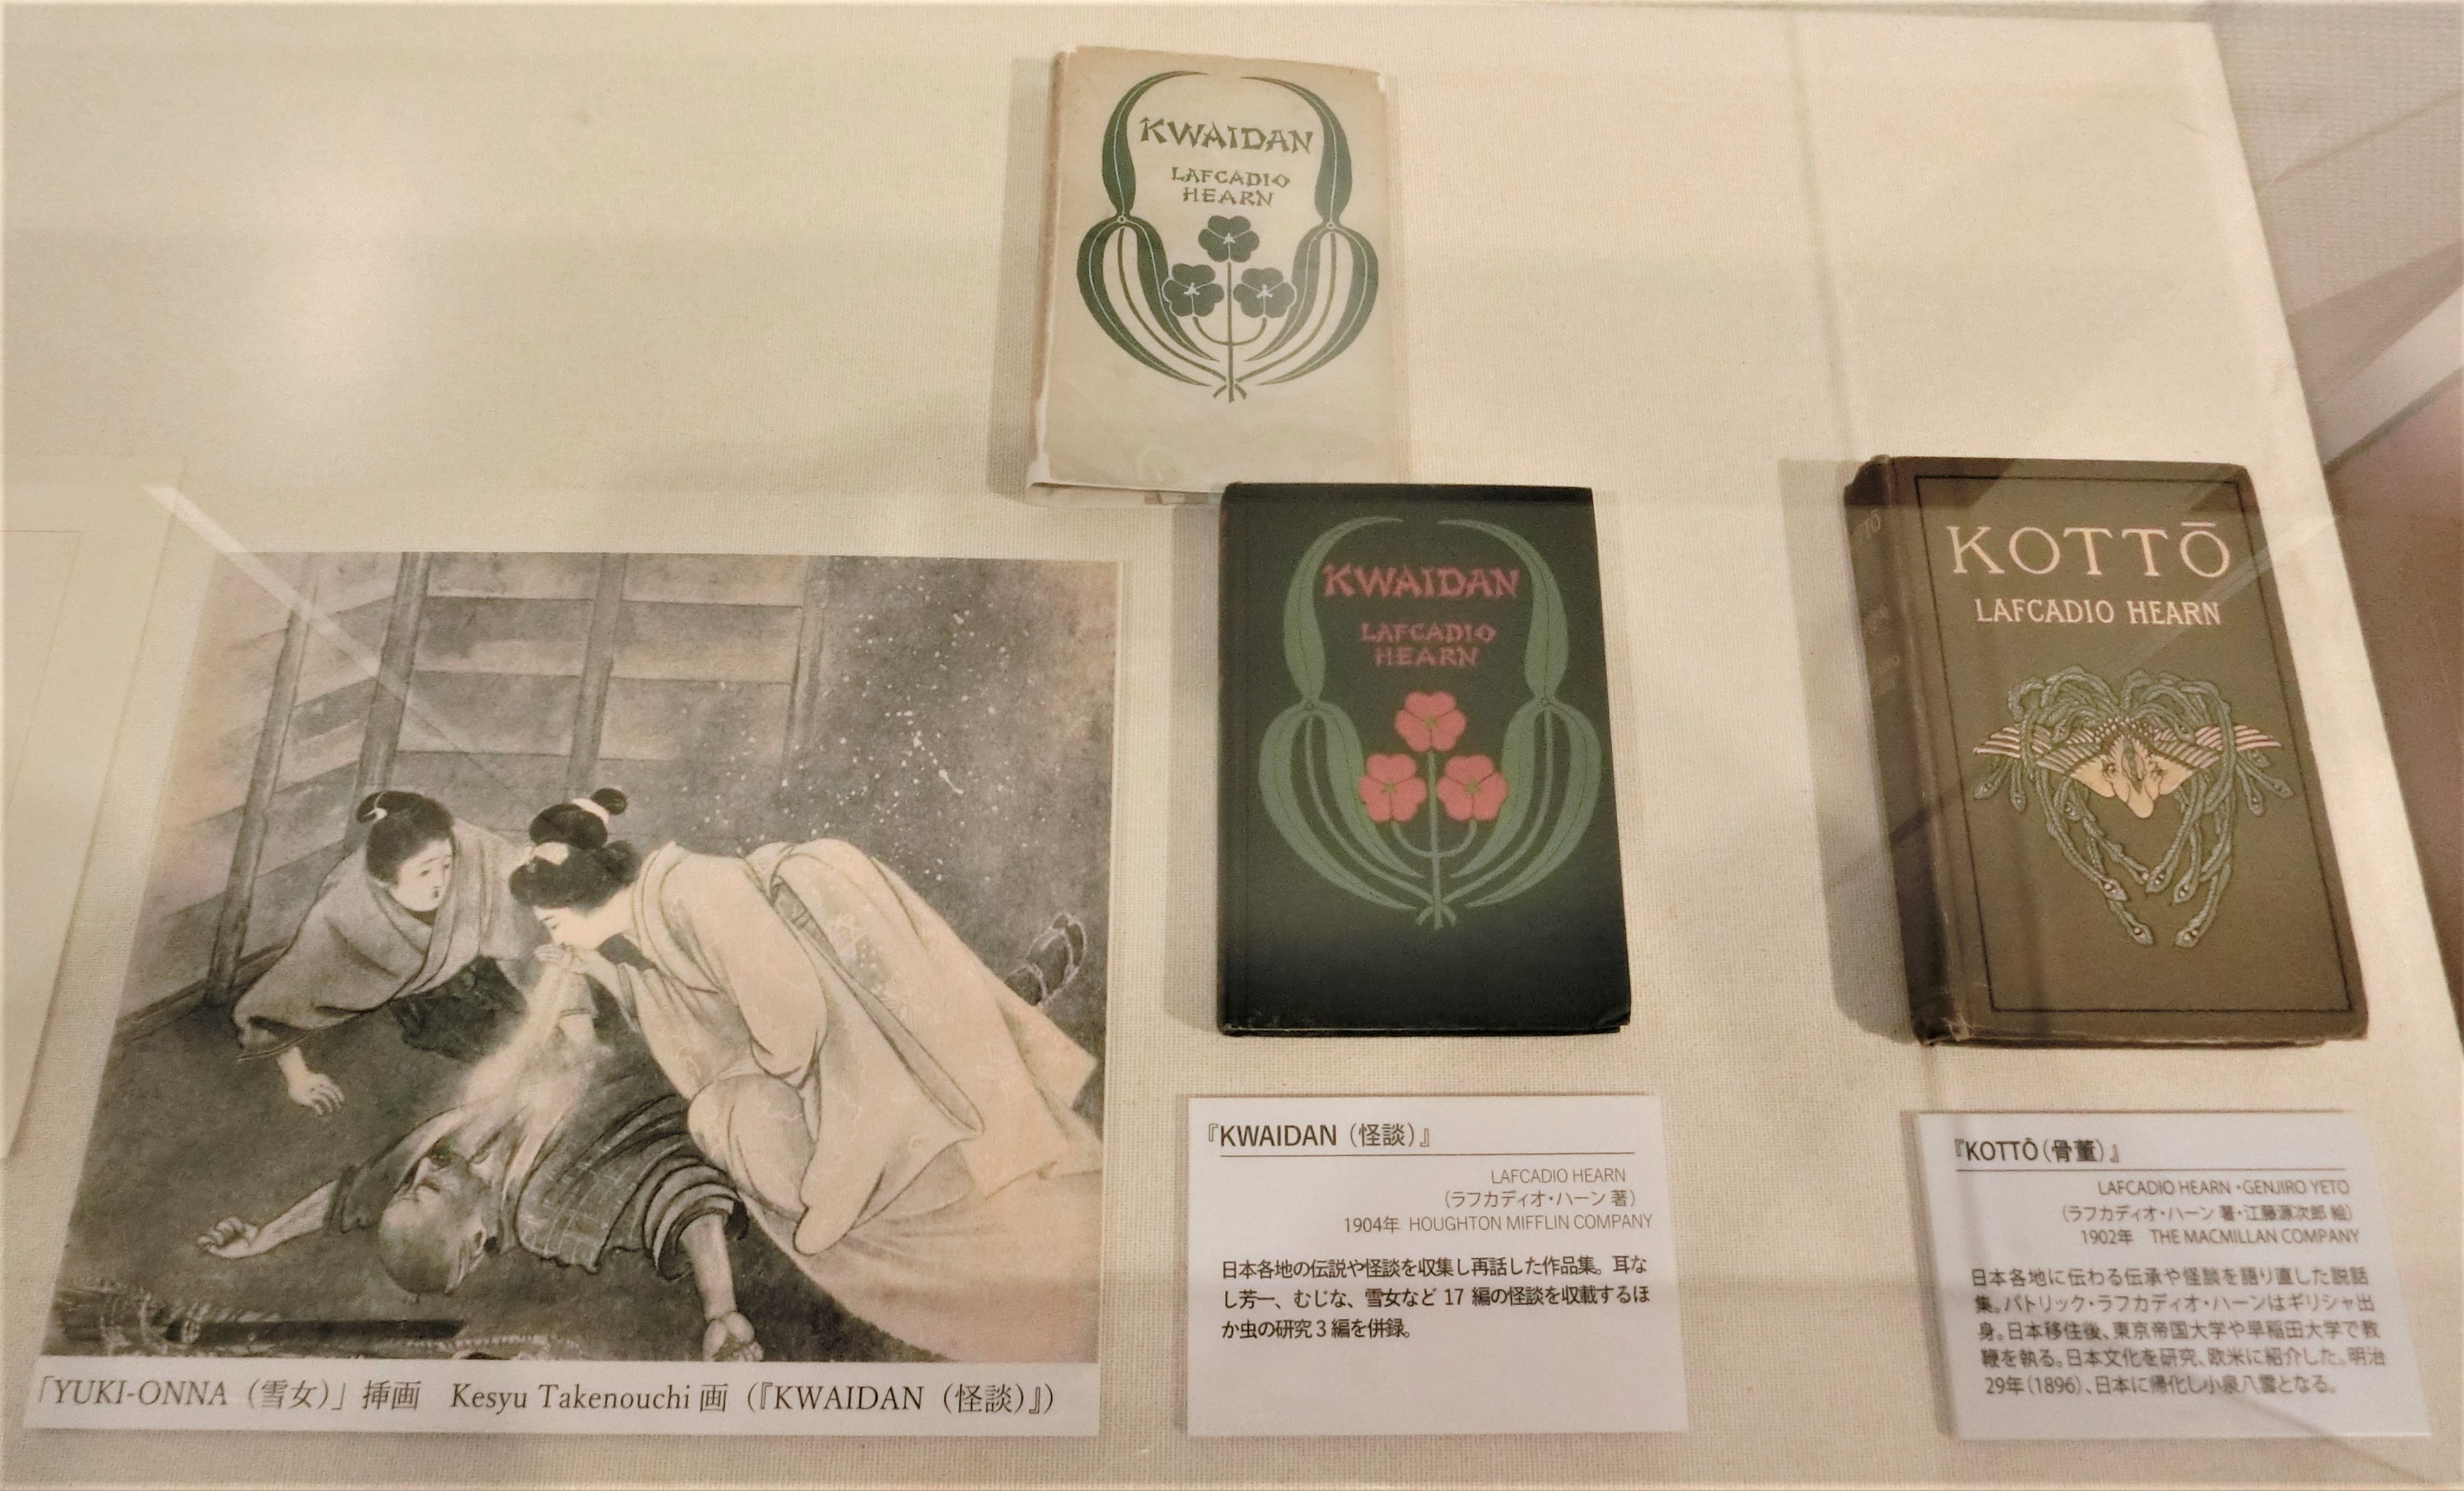 KWAIDAN
LAFCADIO
HEARN
KWAIDAN
LAFCADIO
HEARN
KOTTŌ
LAFCADIO HEARN
「YUKI-ONNA（雪女）」挿画　Kesyu Takenouchi 画（『KWAIDAN（怪談）』）
『KWAIDAN（怪談）』
LAFCADIO HEARN
（ラフカディオ・ハーン 著）
1904年 HOUGHTON MIFFLIN COMPANY
日本各地の伝説や怪談を収集し再話した作品集。耳な
し芳一、むじな、雪女など 17 編の怪談を収載するほ
か虫の研究 3 編を併録。
『KOTTŌ（骨董）』
LAFCADIO HEARN・GENJIRO YETO
（ラフカディオ・ハーン 著・江藤源次郎 絵）
1902年　THE MACMILLAN COMPANY
日本各地に伝わる伝承や怪談を語り直した説話
集。パトリック・ラフカディオ・ハーンはギリシャ出
身。日本移住後、東京帝国大学や早稲田大学で教
鞭を執る。日本文化を研究、欧米に紹介した。明治
29年（1896）、日本に帰化し小泉八雲となる。